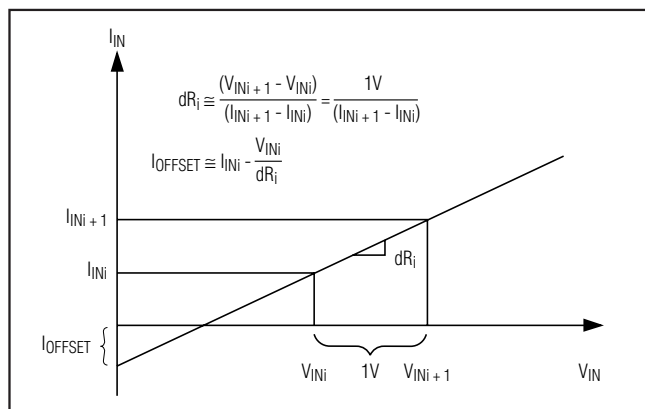 I_IN
dR_i ≅ (V_INi + 1 - V_INi) / (I_INi + 1 - I_INi) = 1V / (I_INi + 1 - I_INi)
I_OFFSET ≅ I_INi - V_INi / dR_i
I_INi + 1
I_INi
dR_i
I_OFFSET {
V_INi 1V V_INi + 1 V_IN